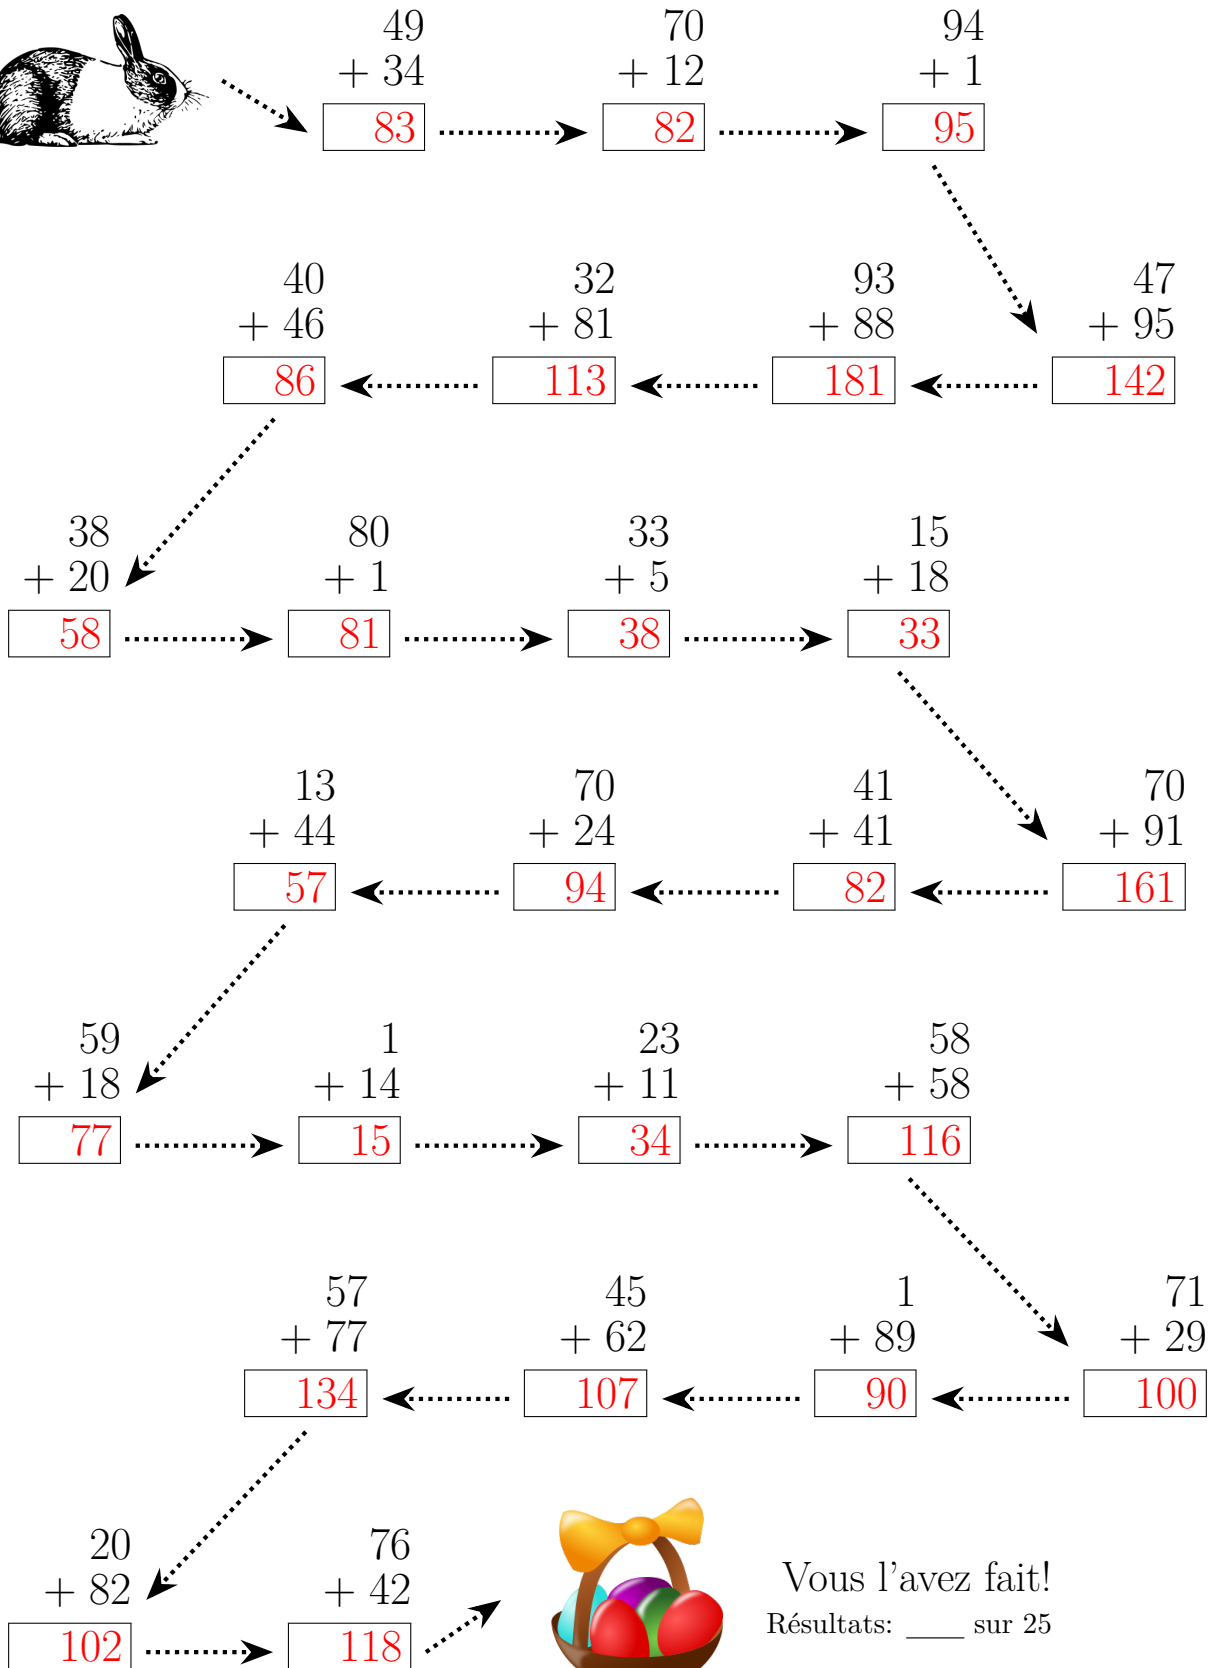 49 70 94
+ 34 + 12 + 1
83 82 95
40 32 93 47
+ 46 + 81 + 88 + 95
86 113 181 142
38 80 33 15
+ 20 + 1 + 5 + 18
58 81 38 33
13 70 41 70
+ 44 + 24 + 41 + 91
57 94 82 161
59 1 23 58
+ 18 + 14 + 11 + 58
77 15 34 116
57 45 1 71
+ 77 + 62 + 89 + 29
134 107 90 100
20 76
+ 82 + 42
102 118
Vous l'avez fait!
Résultats: ___ sur 25